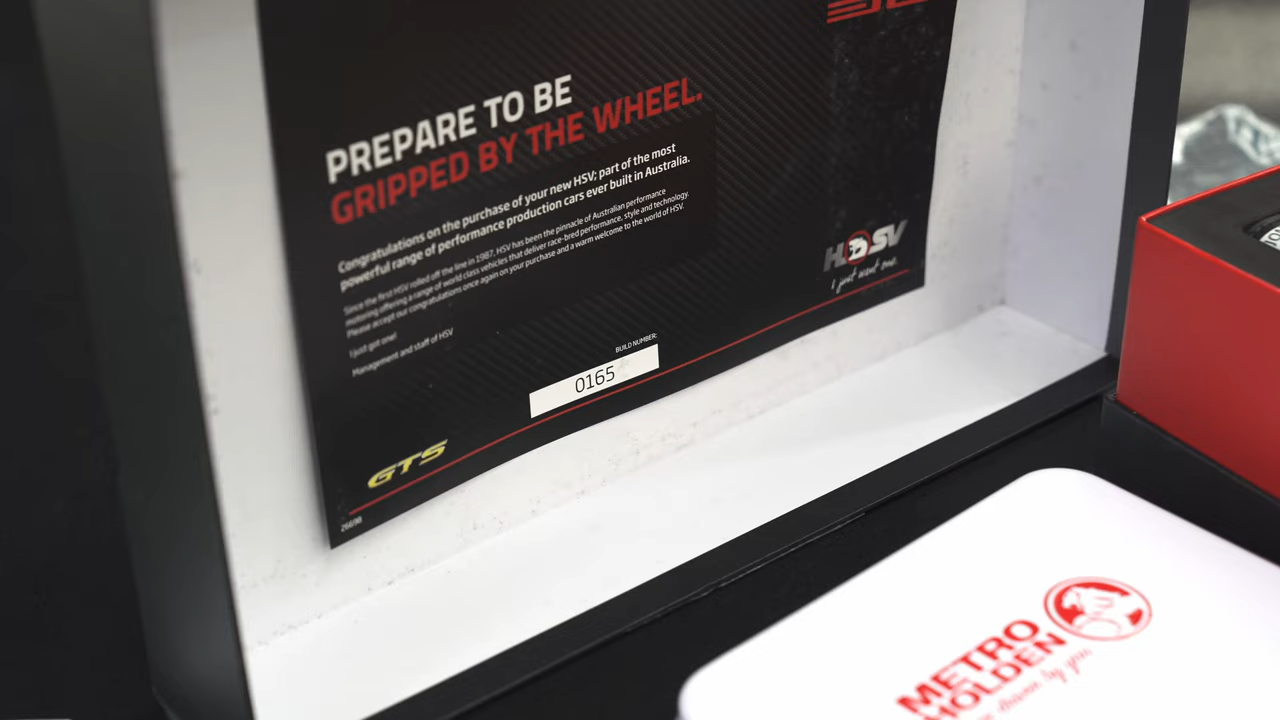 PREPARE TO BE
GRIPPED BY THE WHEEL.
Congratulations on the purchase of your new HSV; part of the most
powerful range of performance production cars ever built in Australia.
Since the first HSV rolled off the line in 1987, HSV has been the pinnacle of Australian performance
motoring offering a range of world class vehicles that deliver race-bred performance, style and technology.
Please accept our congratulations once again on your purchase and a warm welcome to the world of HSV.
I just got one!
Management and staff of HSV
BUILD NUMBER:
0165
HSV
I just want one.
GTS
26698
METRO
HOLDEN
driven by you